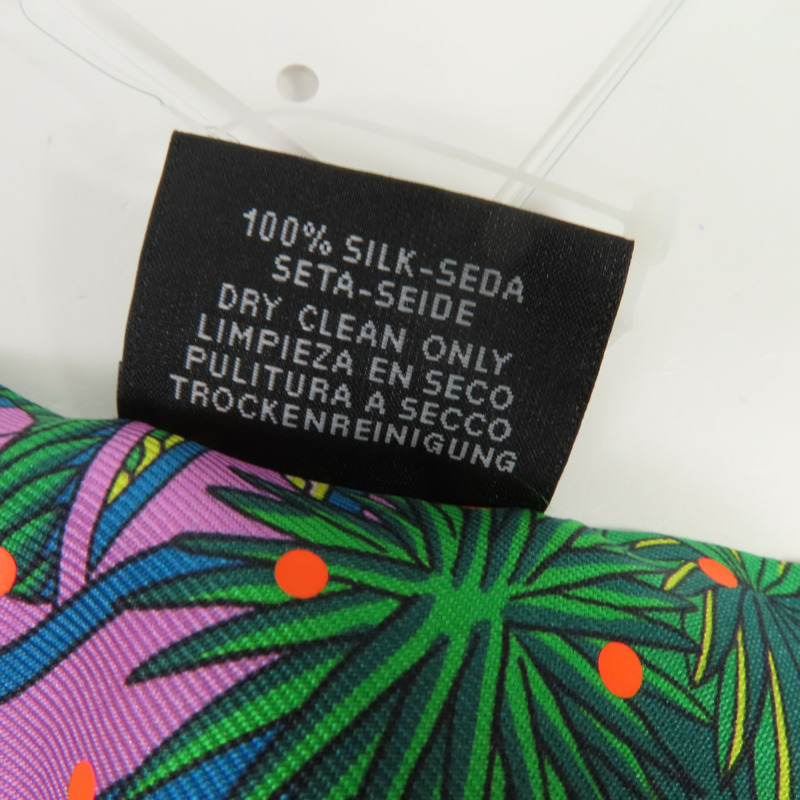 100% SILK-SEDA
SETA-SEIDE
DRY CLEAN ONLY
LIMPIEZA EN SECO
PULITURA A SECCO
TROCKENREINIGUNG